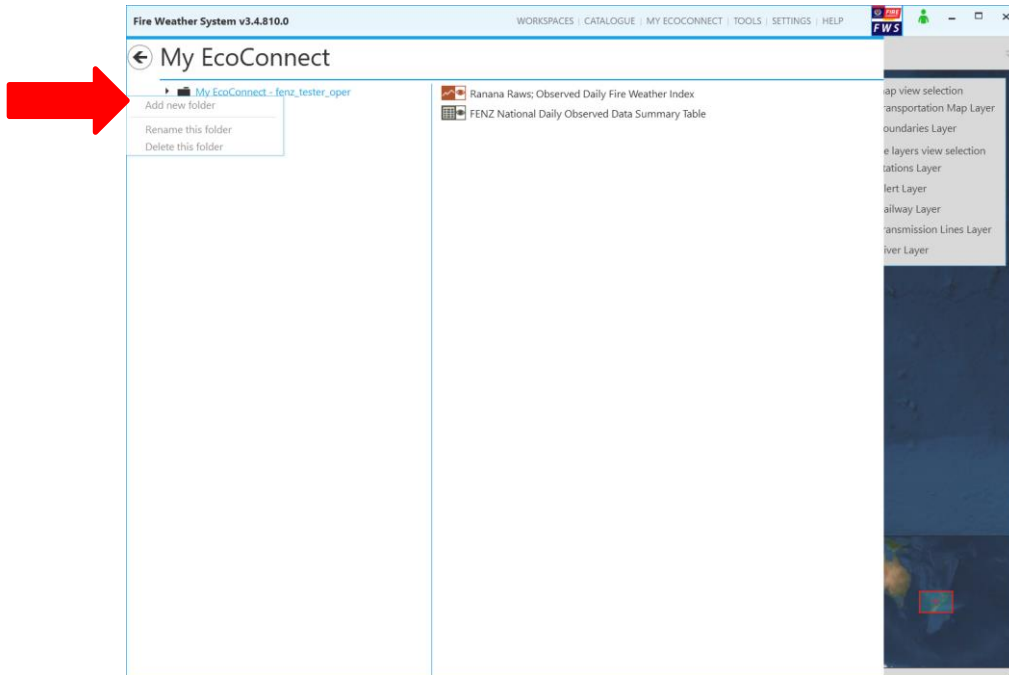 Fire Weather System v3.4.810.0
WORKSPACES | CATALOGUE | MY ECOCONNECT | TOOLS | SETTINGS | HELP
FIRE
FWS
My EcoConnect
My EcoConnect - fenz_tester_oper
Add new folder
Rename this folder
Delete this folder
Ranana Raws; Observed Daily Fire Weather Index
FENZ National Daily Observed Data Summary Table
ap view selection
ransportation Map Layer
oundaries Layer
e layers view selection
tations Layer
lert Layer
ailway Layer
ransmission Lines Layer
iver Layer